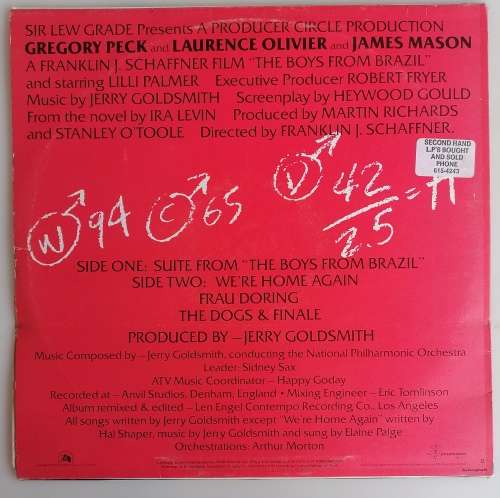 SIR LEW GRADE Presents A PRODUCER CIRCLE PRODUCTION
GREGORY PECK and LAURENCE OLIVIER and JAMES MASON
A FRANKLIN J. SCHAFFNER FILM "THE BOYS FROM BRAZIL"
and starring LILLI PALMER Executive Producer ROBERT FRYER
Music by JERRY GOLDSMITH Screenplay by HEYWOOD GOULD
From the novel by IRA LEVIN Produced by MARTIN RICHARDS
and STANLEY O'TOOLE Directed by FRANKLIN J. SCHAFFNER.
SECOND HAND
L.P'S BOUGHT
AND SOLD
PHONE
615-4243
W 94 C 65 V 42/2.5 = 17
SIDE ONE: SUITE FROM "THE BOYS FROM BRAZIL"
SIDE TWO: WE'RE HOME AGAIN
FRAU DORING
THE DOGS & FINALE
PRODUCED BY – JERRY GOLDSMITH
Music Composed by – Jerry Goldsmith, conducting the National Philharmonic Orchestra
Leader: Sidney Sax
ATV Music Coordinator – Happy Goday
Recorded at – Anvil Studios, Denham, England • Mixing Engineer – Eric Tomlinson
Album remixed & edited – Len Engel Contempo Recording Co., Los Angeles
All songs written by Jerry Goldsmith except "We're Home Again" written by
Hal Shaper, music by Jerry Goldsmith and sung by Elaine Paige
Orchestrations: Arthur Morton